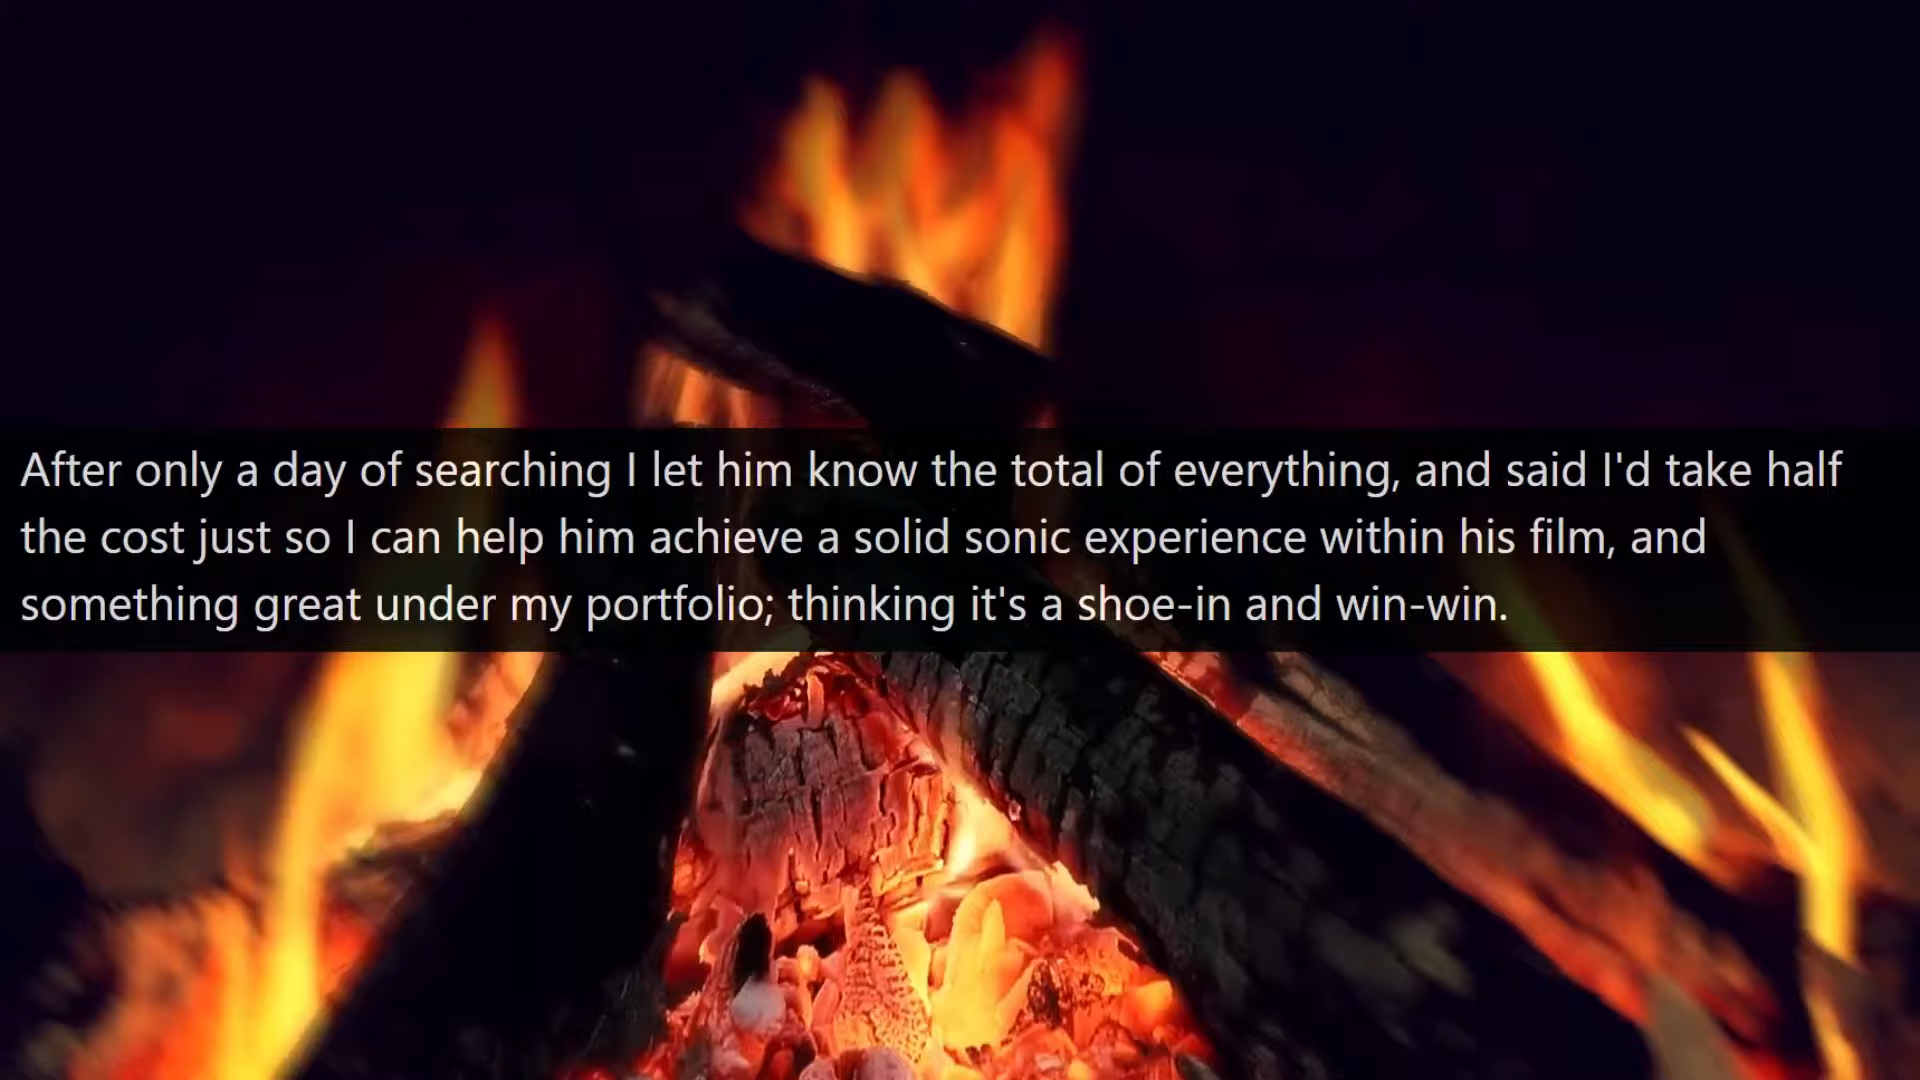 After only a day of searching I let him know the total of everything, and said I'd take half
the cost just so I can help him achieve a solid sonic experience within his film, and
something great under my portfolio; thinking it's a shoe-in and win-win.